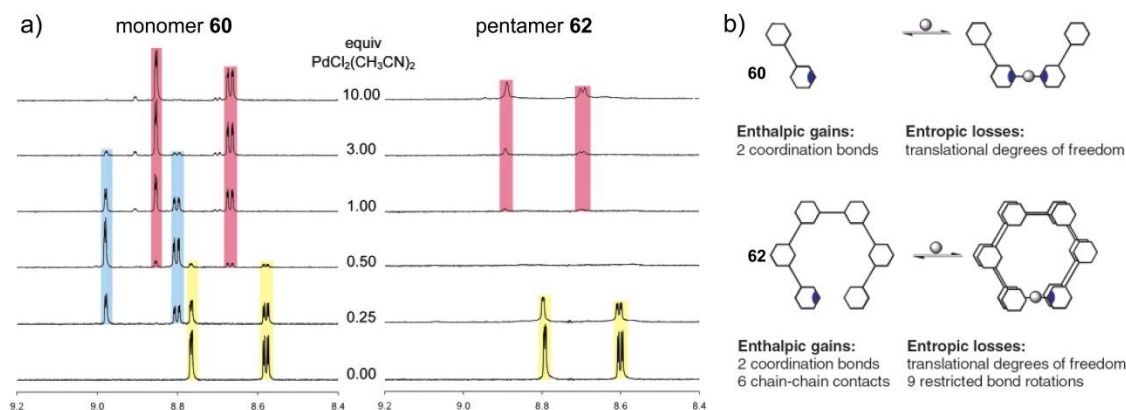 a)
monomer 60
equiv
PdCl2(CH3CN)2
pentamer 62
10.00
3.00
1.00
0.50
0.25
0.00
9.2 9.0 8.8 8.6 8.4
9.2 9.0 8.8 8.6 8.4
b)
60
Enthalpic gains:
2 coordination bonds
Entropic losses:
translational degrees of freedom
62
Enthalpic gains:
2 coordination bonds
6 chain-chain contacts
Entropic losses:
translational degrees of freedom
9 restricted bond rotations